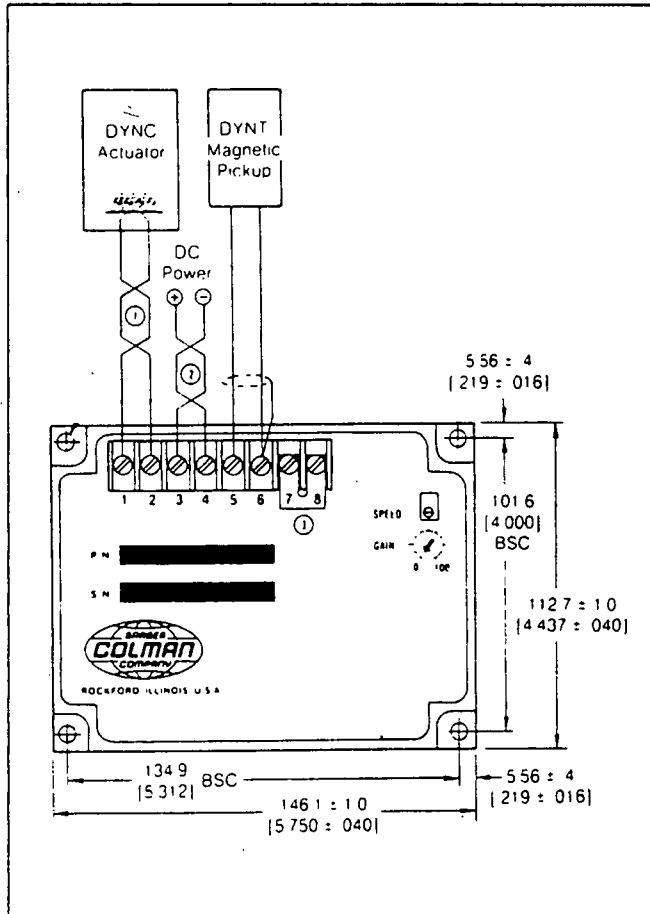 DYNC
Actuator
DYNT
Magnetic
Pickup
DC
Power
+ −
1
2
5 56 ± 4
[ 219 ± 016]
1 2 3 4 5 6 7 8
3
SPEED
GAIN
0 100
101 6
[4 000]
BSC
112 7 ± 1 0
[4 437 ± 040]
P N
S N
BARBER
COLMAN
COMPANY
ROCKFORD ILLINOIS U S A
134 9
[5 312]
BSC
5 56 ± 4
[ 219 ± 016]
146 1 ± 1 0
[5 750 ± 040]